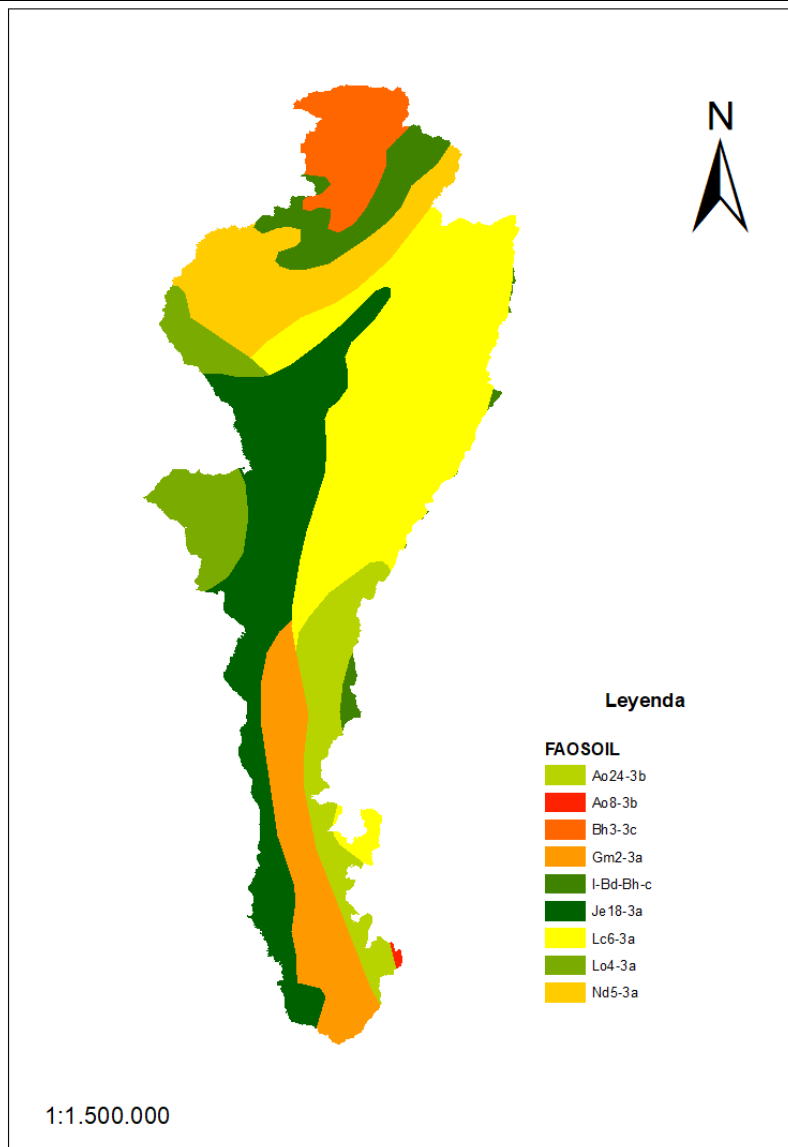 N
Leyenda
FAOSOIL
Ao24-3b
Ao8-3b
Bh3-3c
Gm2-3a
I-Bd-Bh-c
Je18-3a
Lc6-3a
Lo4-3a
Nd5-3a
1:1.500.000